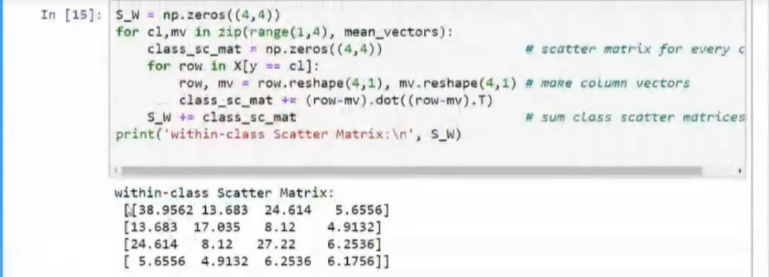 In [15]: S_W = np.zeros((4,4))
for cl,mv in zip(range(1,4), mean_vectors):
    class_sc_mat = np.zeros((4,4))                  # scatter matrix for every c
    for row in X[y == cl]:
        row, mv = row.reshape(4,1), mv.reshape(4,1) # make column vectors
        class_sc_mat += (row-mv).dot((row-mv).T)
    S_W += class_sc_mat                             # sum class scatter matrices
print('within-class Scatter Matrix:\n', S_W)
within-class Scatter Matrix:
[[38.9562 13.683  24.614   5.6556]
[13.683  17.035   8.12    4.9132]
[24.614   8.12   27.22    6.2536]
[ 5.6556  4.9132  6.2536  6.1756]]